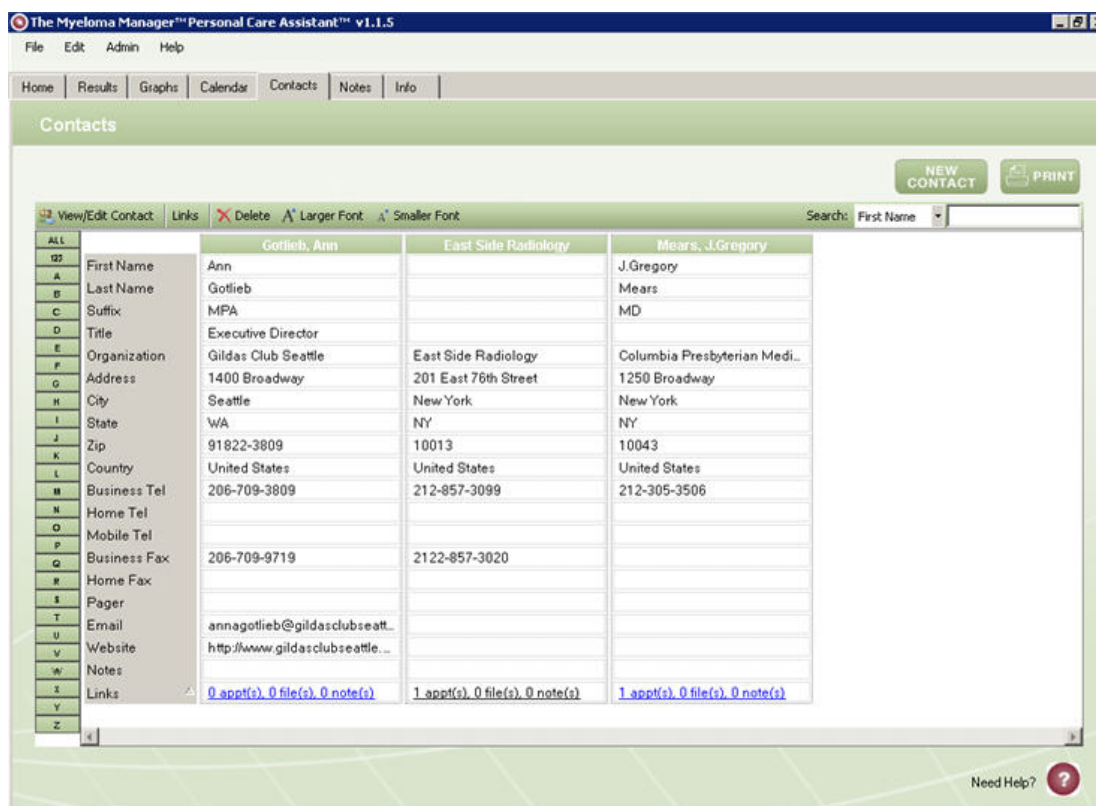 The Myeloma Manager™ Personal Care Assistant™ v1.1.5
File Edit Admin Help
Home Results Graphs Calendar Contacts Notes Info
Contacts
NEW CONTACT PRINT
View/Edit Contact Links Delete Larger Font Smaller Font Search: First Name
ALL
123
A
B
C
D
E
F
G
H
I
J
K
L
M
N
O
P
Q
R
S
T
U
V
W
X
Y
Z
Gotlieb, Ann East Side Radiology Mears, J.Gregory
First Name Ann J.Gregory
Last Name Gotlieb Mears
Suffix MPA MD
Title Executive Director
Organization Gildas Club Seattle East Side Radiology Columbia Presbyterian Medi...
Address 1400 Broadway 201 East 76th Street 1250 Broadway
City Seattle New York New York
State WA NY NY
Zip 91822-3809 10013 10043
Country United States United States United States
Business Tel 206-709-3809 212-857-3099 212-305-3506
Home Tel
Mobile Tel
Business Fax 206-709-9719 2122-857-3020
Home Fax
Pager
Email annagotlieb@gildasclubseatt...
Website http://www.gildasclubseattle....
Notes
Links 0 appt(s), 0 file(s), 0 note(s) 1 appt(s), 0 file(s), 0 note(s) 1 appt(s), 0 file(s), 0 note(s)
Need Help? ?